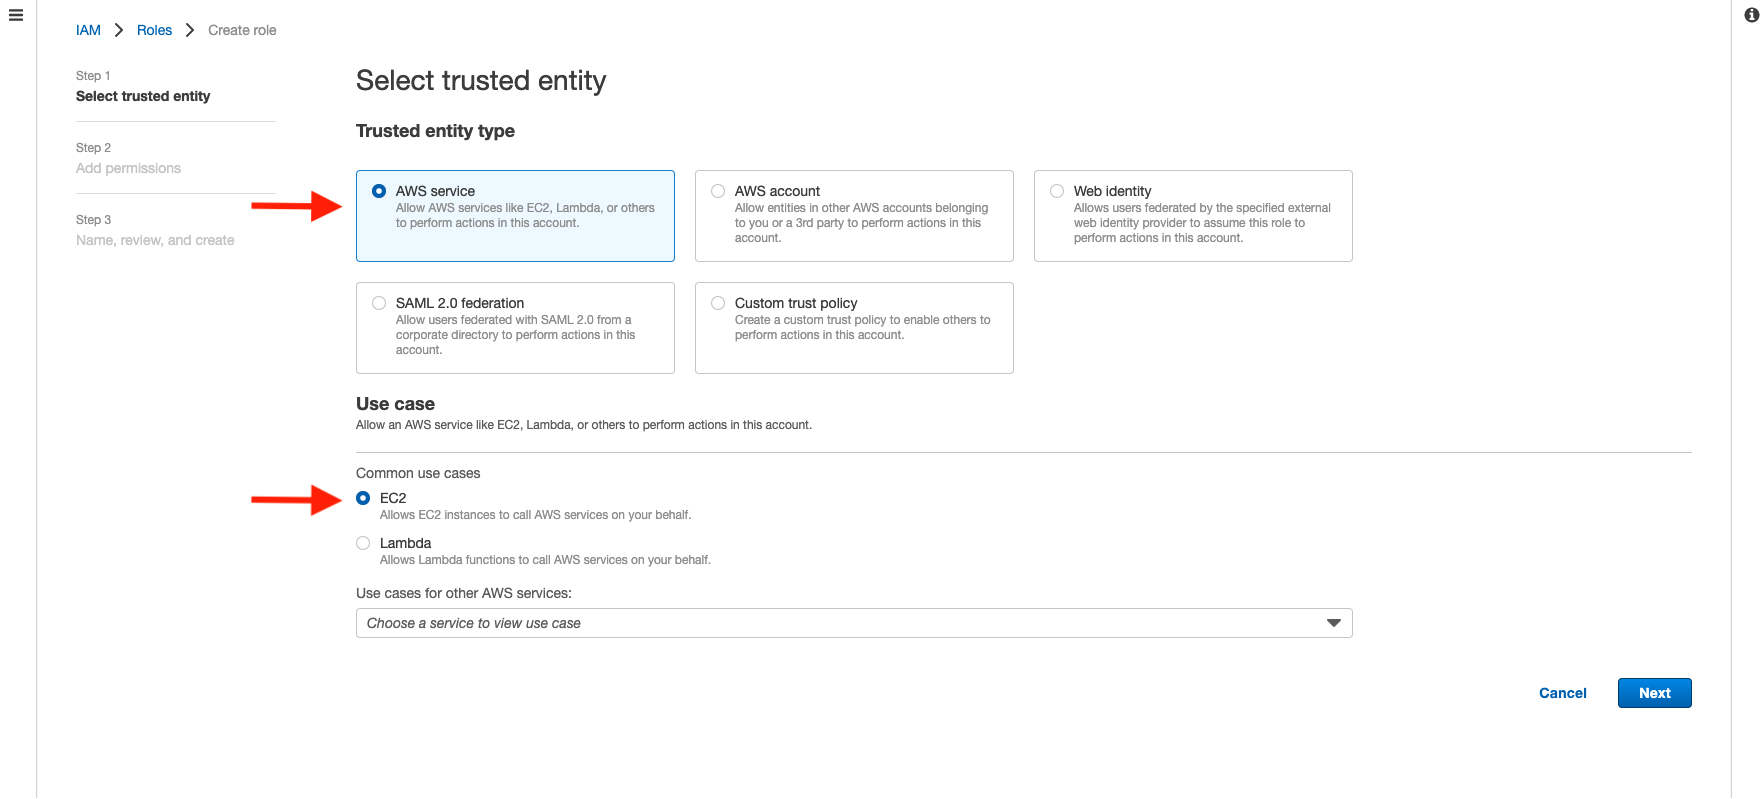 IAM > Roles > Create role
Step 1
Select trusted entity
Step 2
Add permissions
Step 3
Name, review, and create
Select trusted entity
Trusted entity type
AWS service
Allow AWS services like EC2, Lambda, or others
to perform actions in this account.
AWS account
Allow entities in other AWS accounts belonging
to you or a 3rd party to perform actions in this
account.
Web identity
Allows users federated by the specified external
web identity provider to assume this role to
perform actions in this account.
SAML 2.0 federation
Allow users federated with SAML 2.0 from a
corporate directory to perform actions in this
account.
Custom trust policy
Create a custom trust policy to enable others to
perform actions in this account.
Use case
Allow an AWS service like EC2, Lambda, or others to perform actions in this account.
Common use cases
EC2
Allows EC2 instances to call AWS services on your behalf.
Lambda
Allows Lambda functions to call AWS services on your behalf.
Use cases for other AWS services:
Choose a service to view use case
Cancel
Next